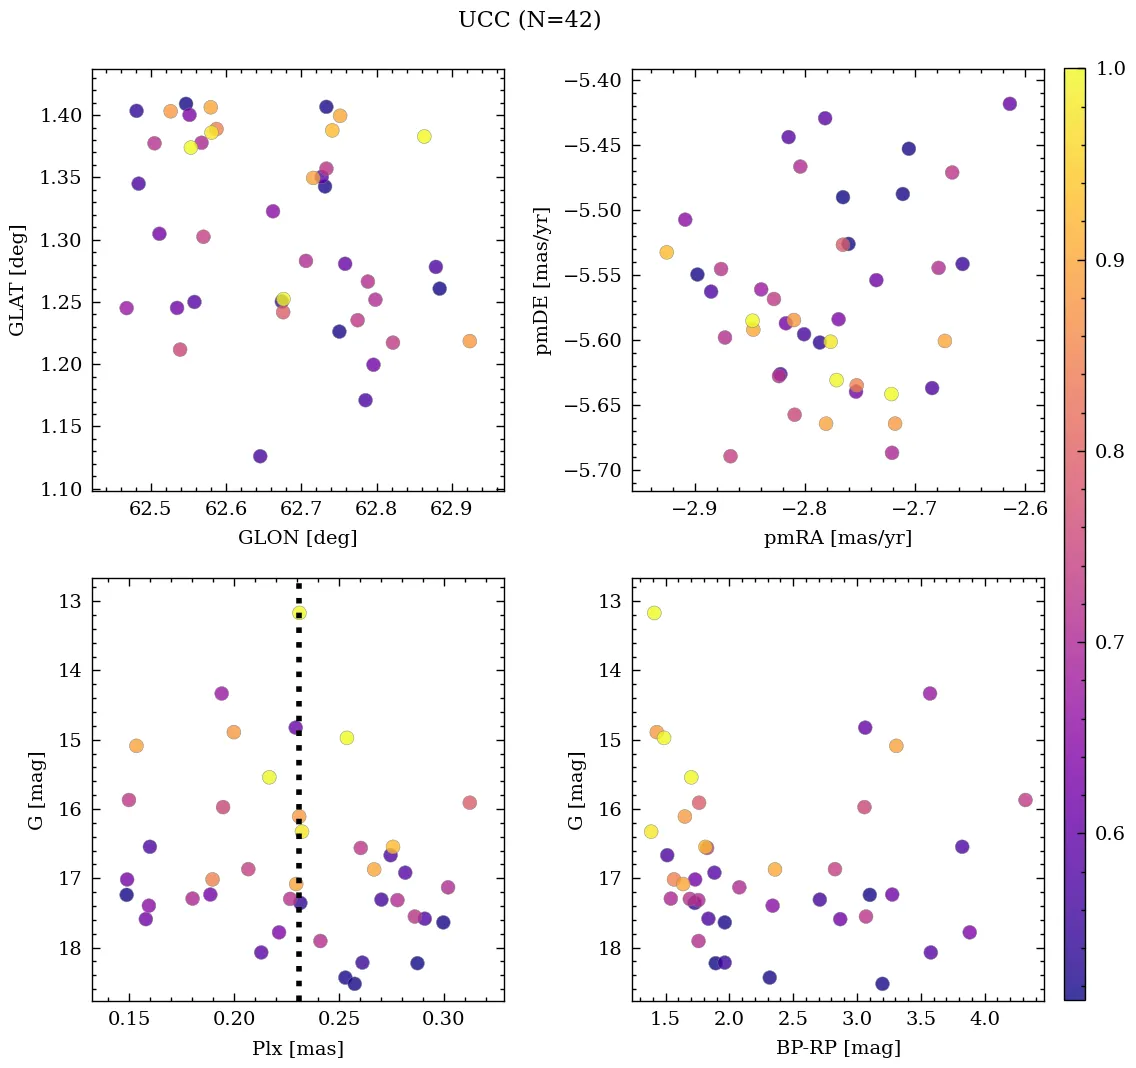 UCC (N=42)
1.40
1.35
1.30
1.25
1.20
1.15
1.10
GLAT [deg]
62.5 62.6 62.7 62.8 62.9
GLON [deg]
−5.40
−5.45
−5.50
−5.55
−5.60
−5.65
−5.70
pmDE [mas/yr]
−2.9 −2.8 −2.7 −2.6
pmRA [mas/yr]
1.0
0.9
0.8
0.7
0.6
13
14
15
16
17
18
G [mag]
0.15 0.20 0.25 0.30
Plx [mas]
13
14
15
16
17
18
G [mag]
1.5 2.0 2.5 3.0 3.5 4.0
BP-RP [mag]